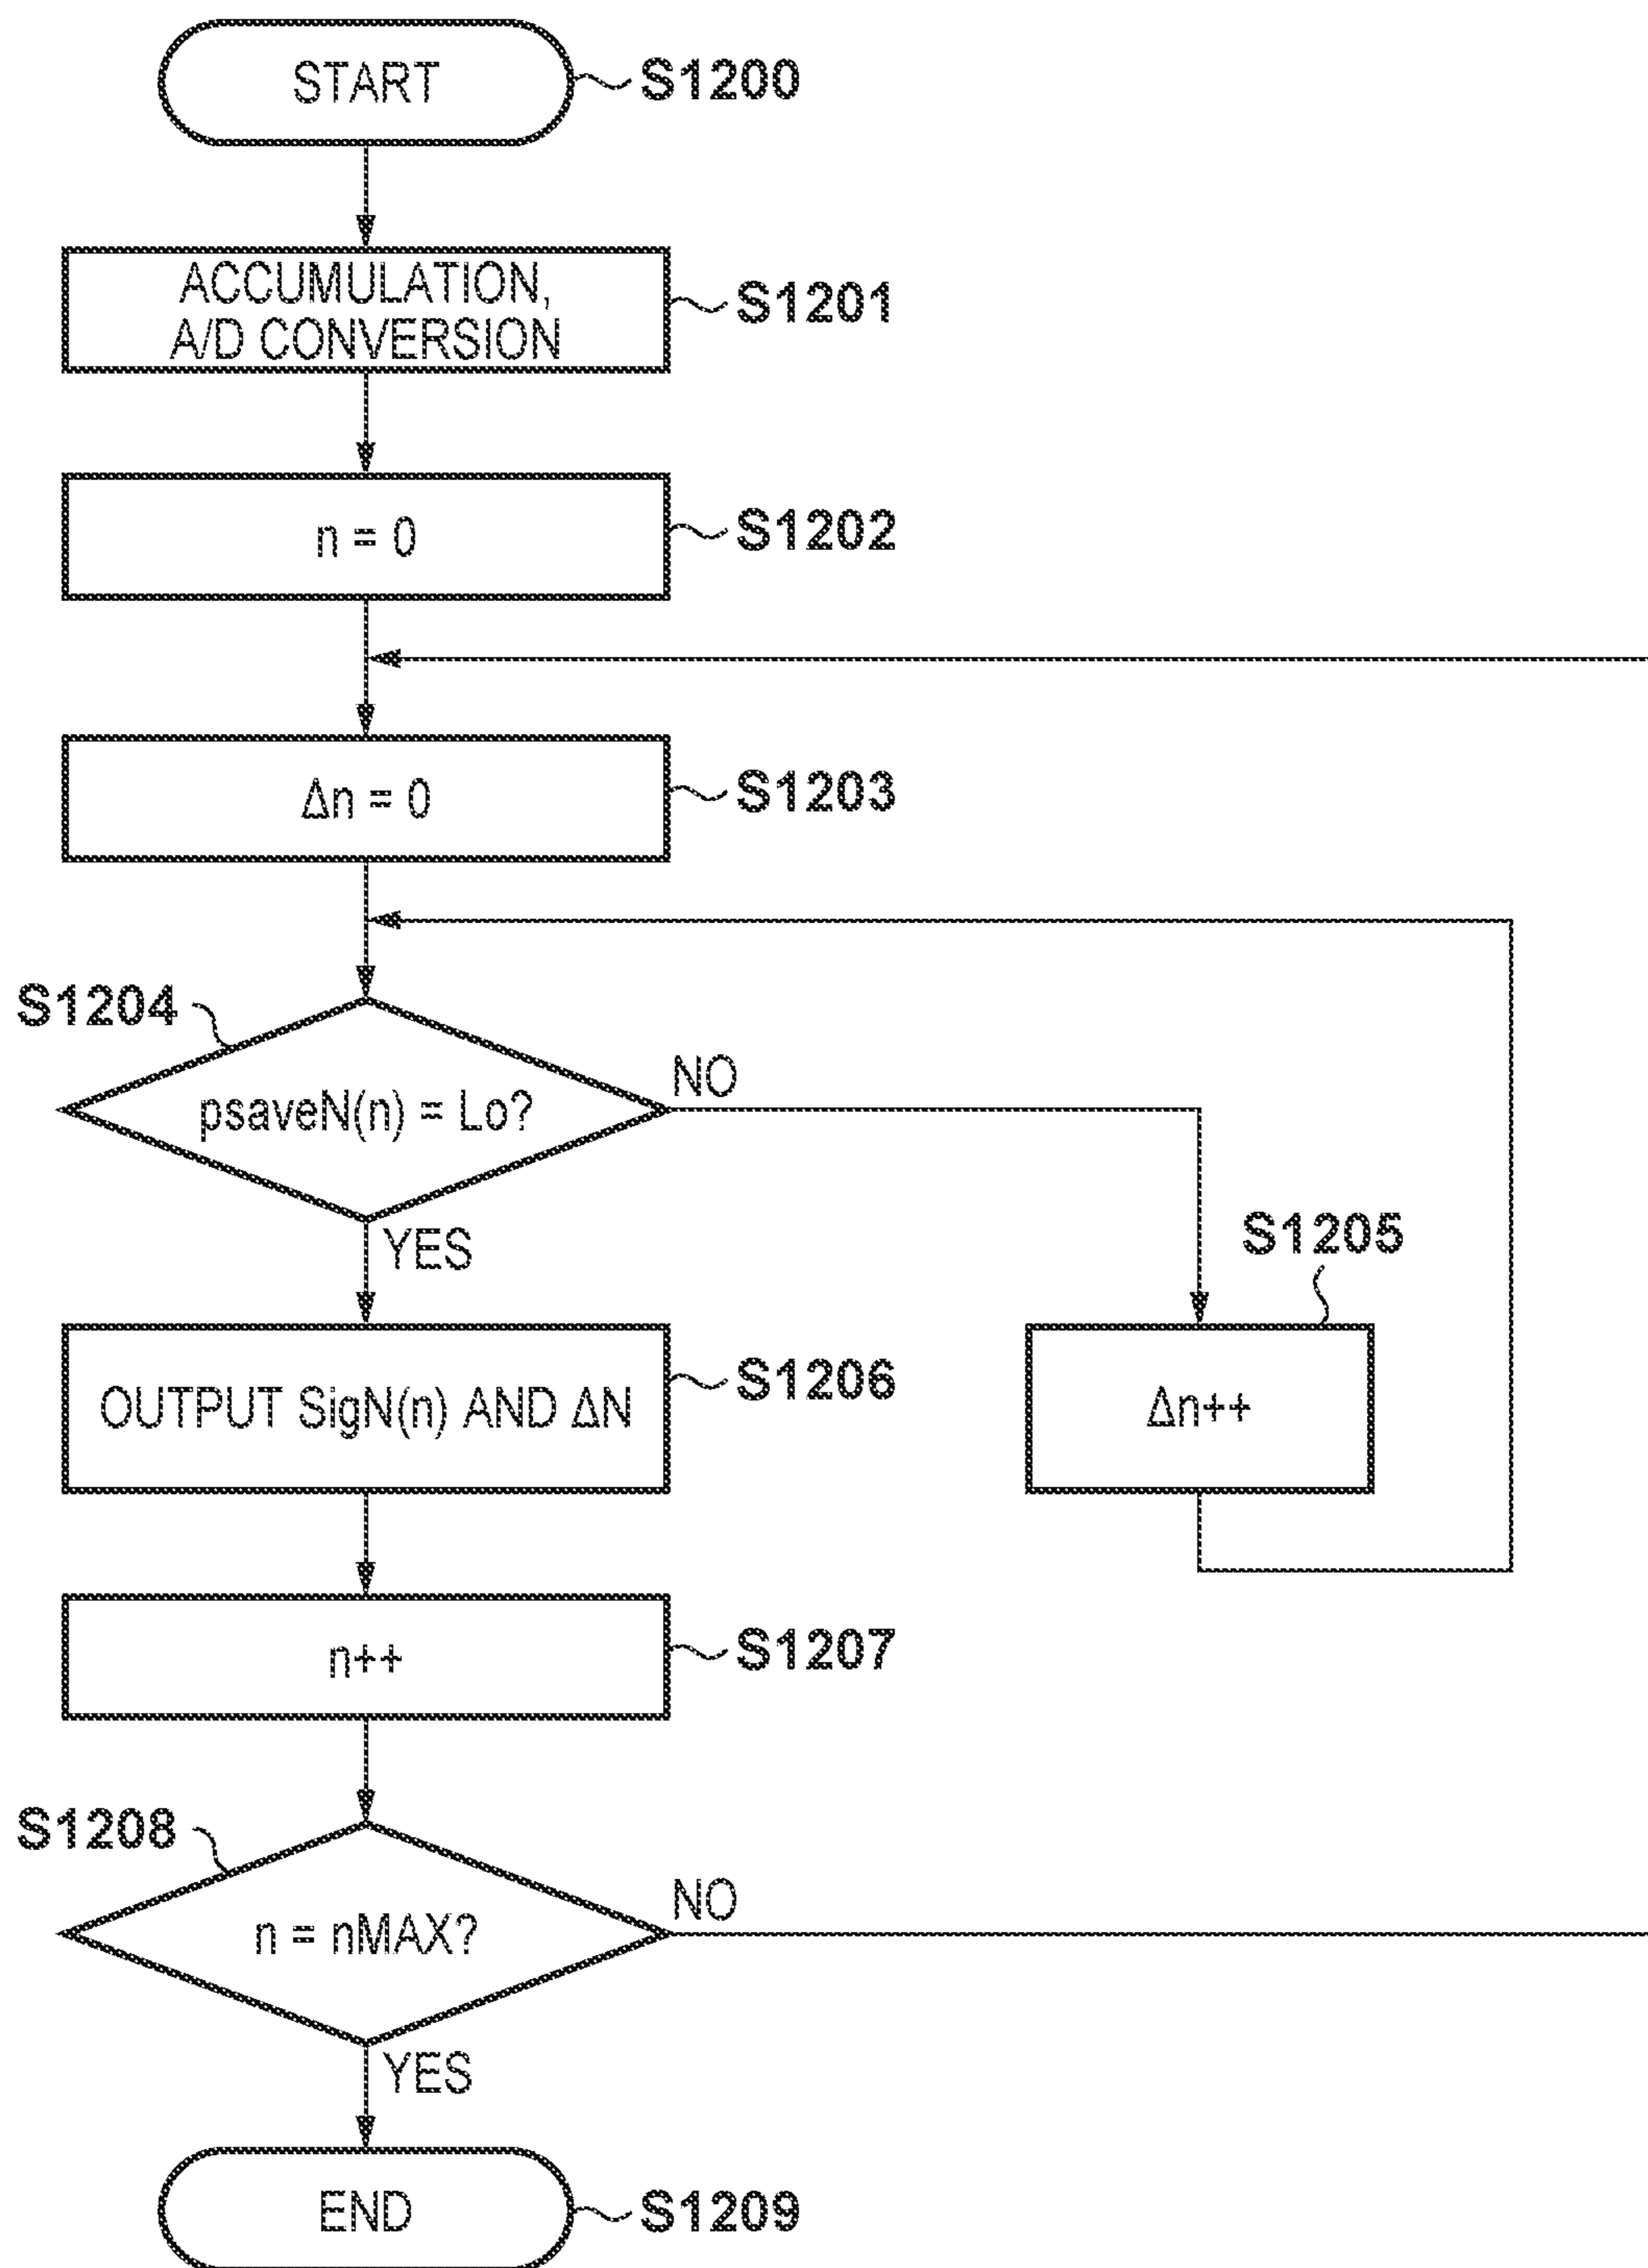 START
S1200
ACCUMULATION,
A/D CONVERSION
S1201
n = 0
S1202
Δn = 0
S1203
S1204
psaveN(n) = Lo?
NO
YES
S1205
Δn++
OUTPUT SigN(n) AND ΔN
S1206
n++
S1207
S1208
n = nMAX?
NO
YES
END
S1209